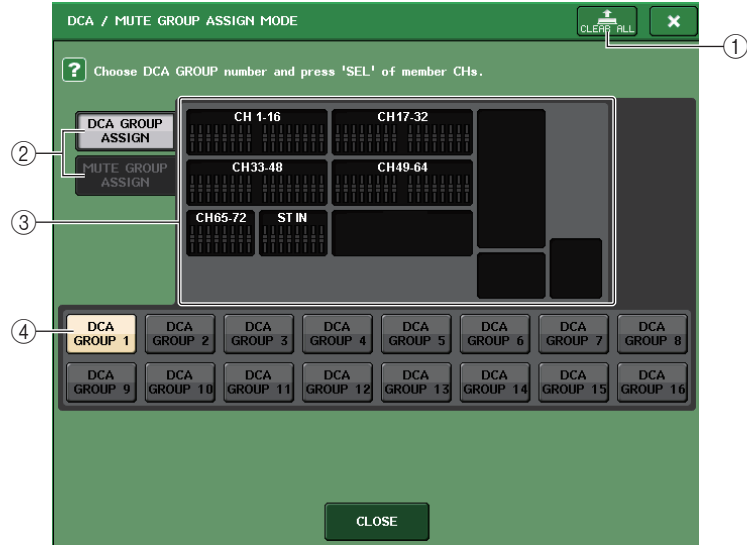 DCA / MUTE GROUP ASSIGN MODE
CLEAR ALL
×
1
? Choose DCA GROUP number and press 'SEL' of member CHs.
2
DCA GROUP
ASSIGN
MUTE GROUP
ASSIGN
3
CH 1-16
CH17-32
CH33-48
CH49-64
CH65-72
ST IN
4
DCA
GROUP 1
DCA
GROUP 2
DCA
GROUP 3
DCA
GROUP 4
DCA
GROUP 5
DCA
GROUP 6
DCA
GROUP 7
DCA
GROUP 8
DCA
GROUP 9
DCA
GROUP 10
DCA
GROUP 11
DCA
GROUP 12
DCA
GROUP 13
DCA
GROUP 14
DCA
GROUP 15
DCA
GROUP 16
CLOSE